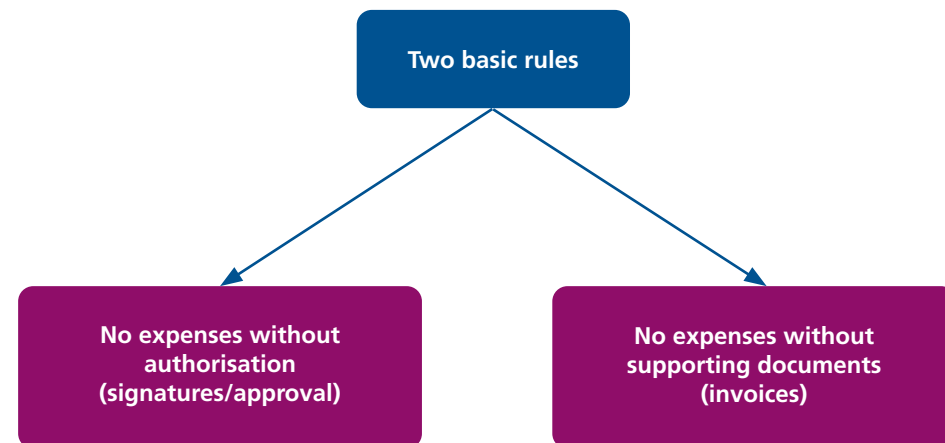 Two basic rules
No expenses without
authorisation
(signatures/approval)
No expenses without
supporting documents
(invoices)